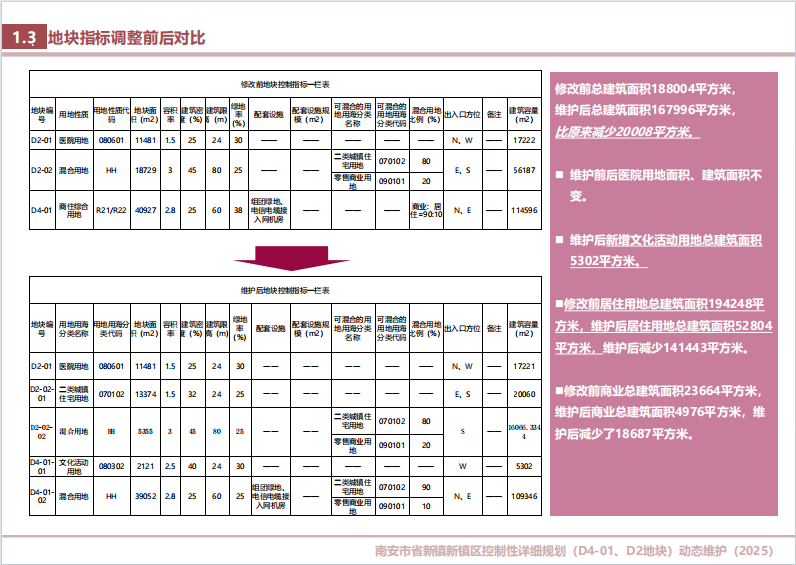 1.3 地块指标调整前后对比
修改前地块控制指标一栏表
地块编号 用地性质 用地性质代码 地块面积（m2） 容积率 建筑密度（%） 建筑限高（m） 绿地率（%） 配套设施 配套设施规模（m2） 可混合的用地用海分类名称 可混合的用地用海分类代码 混合用地比例（%） 出入口方位 备注 建筑容量（m2）
D2-01 医院用地 080601 11481 1.5 25 24 30 —— —— —— —— —— N、W —— 17222
D2-02 混合用地 HH 18729 3 45 80 25 —— —— 二类城镇住宅用地 070102 80 E、S —— 56187
零售商业用地 090101 20
D4-01 商住综合用地 R21/R22 40927 2.8 25 60 38 组团绿地、电信电缆接入网机房 —— —— —— 商业：居住=90:10 N、E —— 114596
维护后地块控制指标一栏表
地块编号 用地用海分类名称 用地用海分类代码 地块面积（m2） 容积率 建筑密度（%） 建筑限高（m） 绿地率（%） 配套设施 配套设施规模（m2） 可混合的用地用海分类名称 可混合的用地用海分类代码 混合用地比例（%） 出入口方位 备注 建筑容量（m2）
D2-01 医院用地 080601 11481 1.5 25 24 30 —— —— —— —— —— N、W —— 17221
D2-02-01 二类城镇住宅用地 070102 13374 1.5 32 24 25 —— —— —— —— —— E、S —— 20060
D2-02-02 混合用地 HH 5355 3 45 80 25 —— —— 二类城镇住宅用地 070102 80 S —— 16066.3344
零售商业用地 090101 20
D4-01-01 文化活动用地 080302 2121 2.5 40 24 30 —— —— —— —— —— W —— 5302
D4-01-02 混合用地 HH 39052 2.8 25 60 25 组团绿地、电信电缆接入网机房 —— 二类城镇住宅用地 070102 90 N、E —— 109346
零售商业用地 090101 10
修改前总建筑面积188004平方米，
维护后总建筑面积167996平方米，
比原来减少20008平方米。
■ 维护前后医院用地面积、建筑面积不
变。
■ 维护后新增文化活动用地总建筑面积
5302平方米。
■修改前居住用地总建筑面积194248平
方米，维护后居住用地总建筑面积52804
平方米，维护后减少141443平方米。
■修改前商业总建筑面积23664平方米，
维护后商业总建筑面积4976平方米，维
护后减少了18687平方米。
南安市省新镇新镇区控制性详细规划（D4-01、D2地块）动态维护（2025）